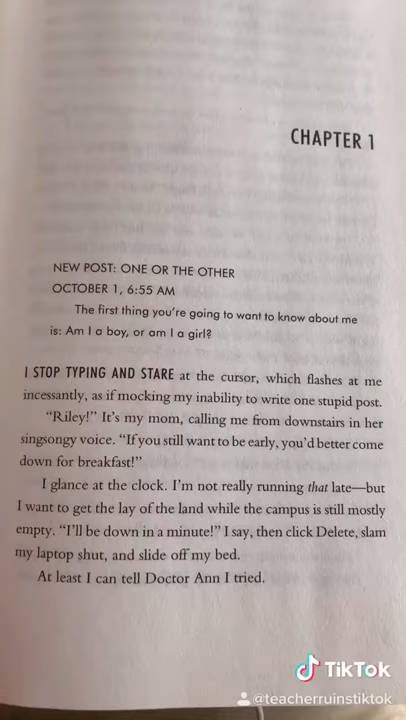 CHAPTER 1
NEW POST: ONE OR THE OTHER
OCTOBER 1, 6:55 AM
The first thing you're going to want to know about me
is: Am I a boy, or am I a girl?
I STOP TYPING AND STARE at the cursor, which flashes at me
incessantly, as if mocking my inability to write one stupid post.
"Riley!" It's my mom, calling me from downstairs in her
singsongy voice. "If you still want to be early, you'd better come
down for breakfast!"
I glance at the clock. I'm not really running that late—but
I want to get the lay of the land while the campus is still mostly
empty. "I'll be down in a minute!" I say, then click Delete, slam
my laptop shut, and slide off my bed.
At least I can tell Doctor Ann I tried.
TikTok
@teacherruinstiktok